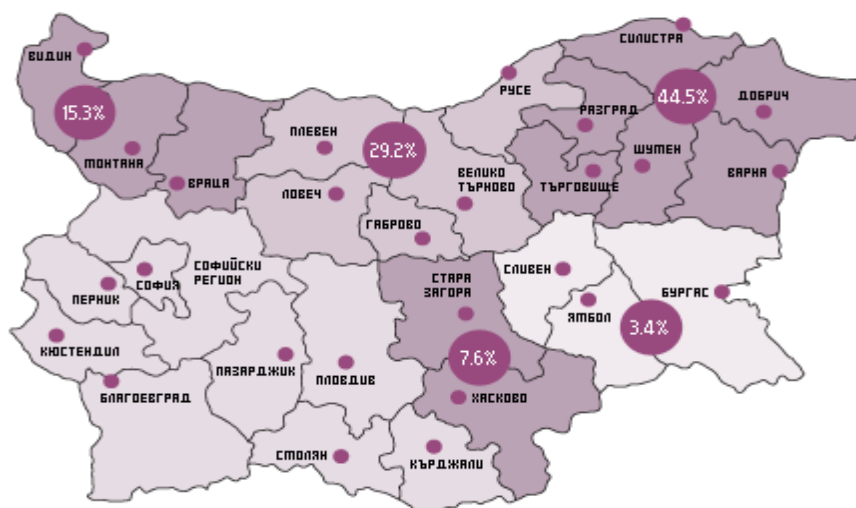 СИЛИСТРА
ВИДИН
РУСЕ
44.5%
ДОБРИЧ
15.3%
РАЗГРАД
ПЛЕВЕН
29.2%
ШУМЕН
МОНТАНА
ВРАЦА
ВЕЛИКО
ТЪРНОВО
ТЪРГОВИЩЕ
ВАРНА
ЛОВЕЧ
ГАБРОВО
СОФИЙСКИ
РЕГИОН
СТАРА
ЗАГОРА
СЛИВЕН
ПЕРНИК
СОФИЯ
БУРГАС
ЯМБОЛ
3.4%
КЮСТЕНДИЛ
7.6%
ПАЗАРДЖИК
ПЛОВДИВ
БЛАГОЕВГРАД
ХАСКОВО
СМОЛЯН
КЪРДЖАЛИ